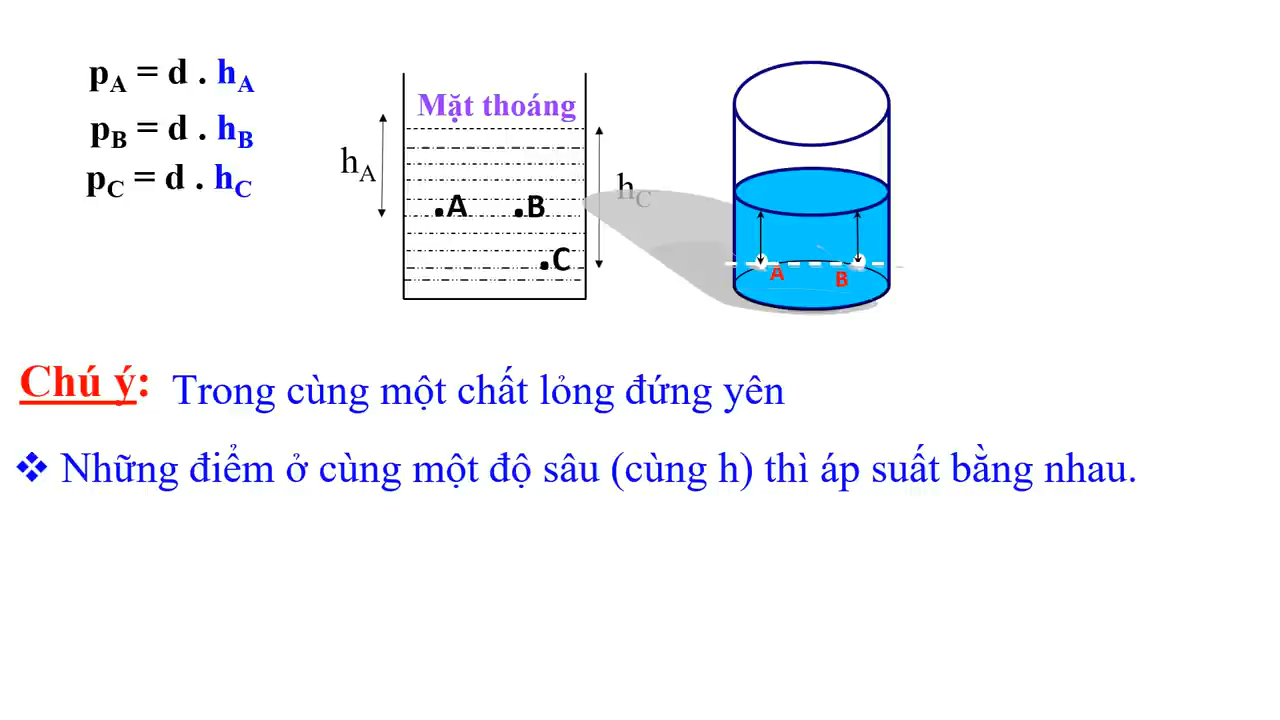 pA = d . hA
pB = d . hB
pC = d . hC
Mặt thoáng
hA
hC
.A
.B
.C
A
B
Chú ý: Trong cùng một chất lỏng đứng yên
❖ Những điểm ở cùng một độ sâu (cùng h) thì áp suất bằng nhau.